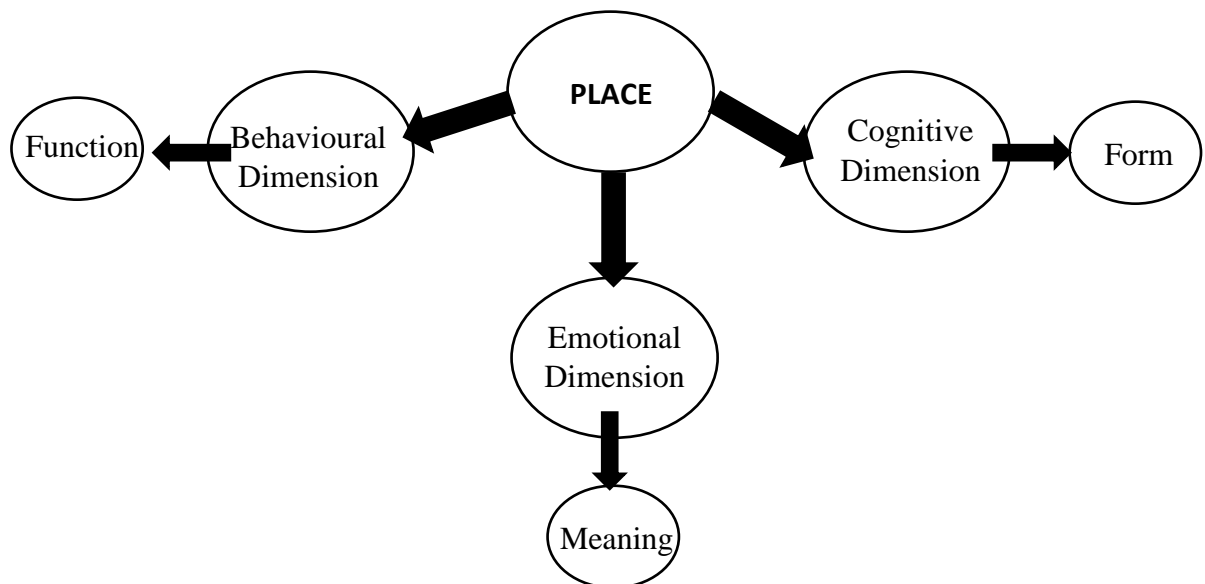 PLACE
Function
Behavioural
Dimension
Cognitive
Dimension
Form
Emotional
Dimension
Meaning